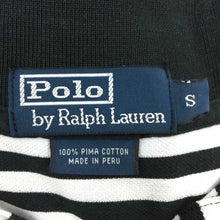 Polo
by Ralph Lauren
S
100% PIMA COTTON
MADE IN PERU